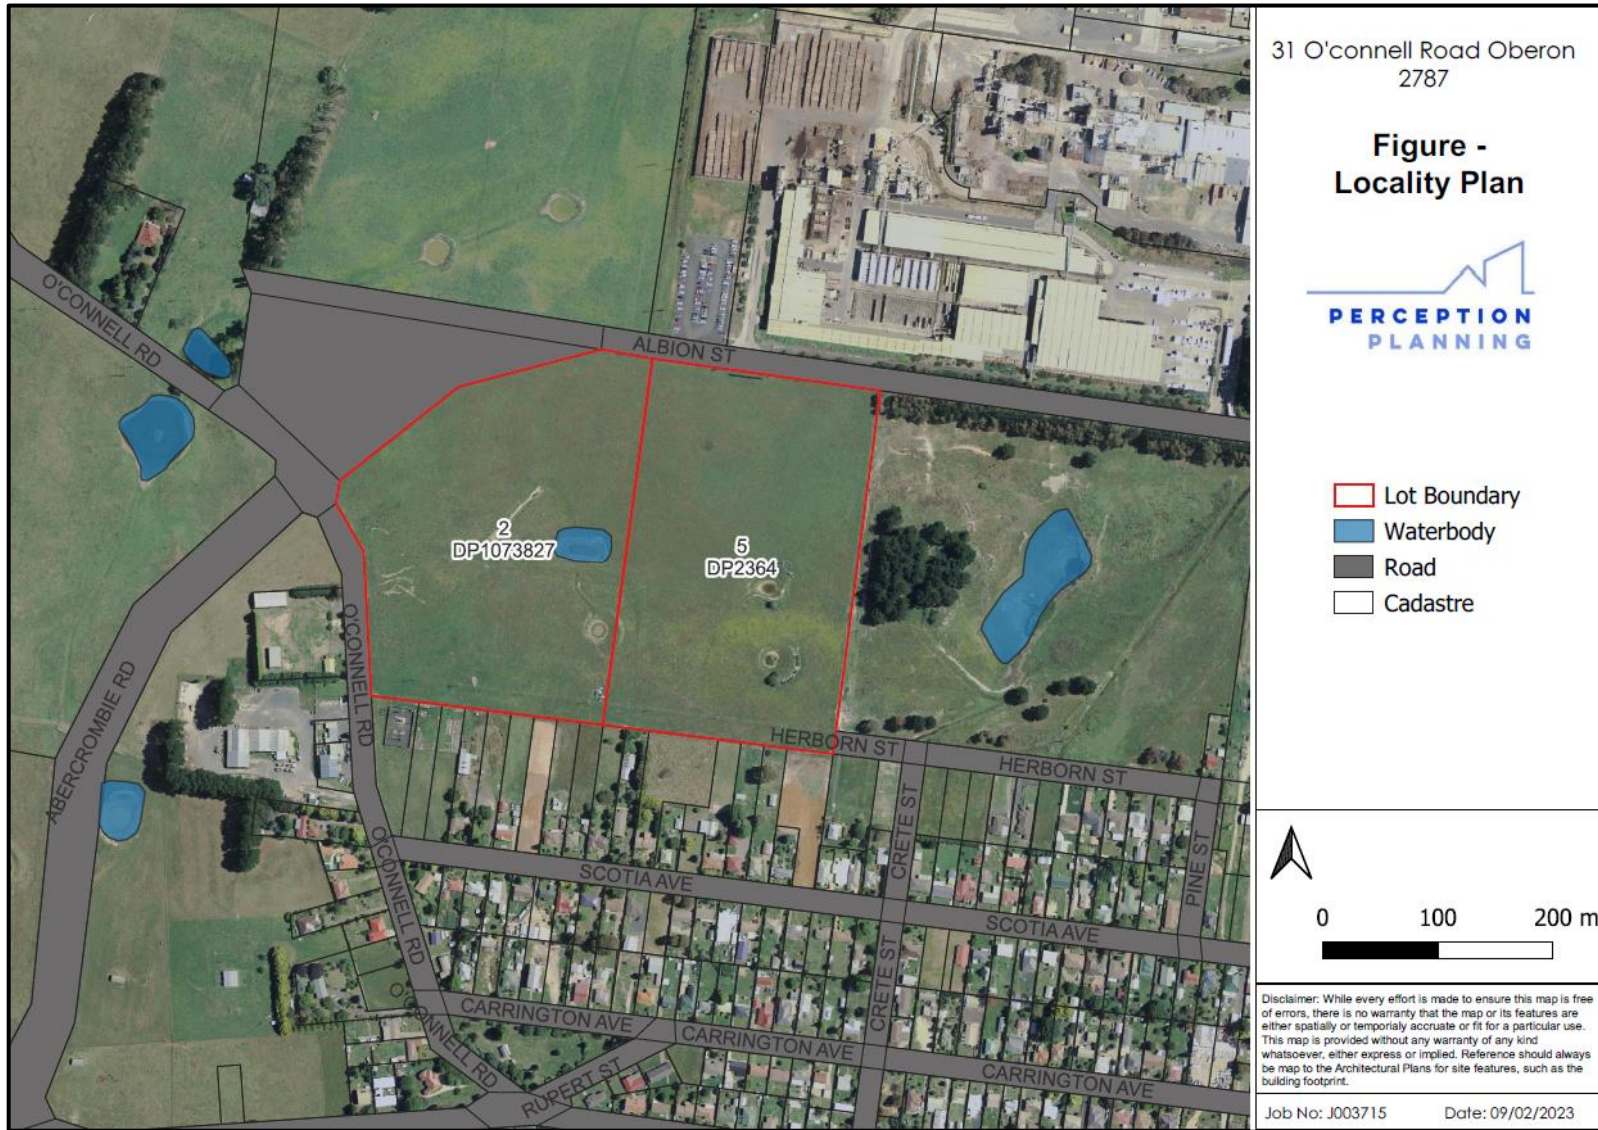 31 O'connell Road Oberon
2787
Figure -
Locality Plan
PERCEPTION
PLANNING
Lot Boundary
Waterbody
Road
Cadastre
0 100 200 m
Disclaimer: While every effort is made to ensure this map is free
of errors, there is no warranty that the map or its features are
either spatially or temporialy accruate or fit for a particular use.
This map is provided without any warranty of any kind
whatsoever, either express or implied. Reference should always
be map to the Architectural Plans for site features, such as the
building footprint.
Job No: J003715 Date: 09/02/2023
O'CONNELL RD
ALBION ST
2
DP1073827
5
DP2364
O'CONNELL RD
ABERCROMBIE RD
HERBORN ST
HERBORN ST
CRETE ST
PINE ST
O'CONNELL RD
SCOTIA AVE
SCOTIA AVE
CRETE ST
O'CONNELL RD
CARRINGTON AVE
CARRINGTON AVE
CARRINGTON AVE
RUPERT ST